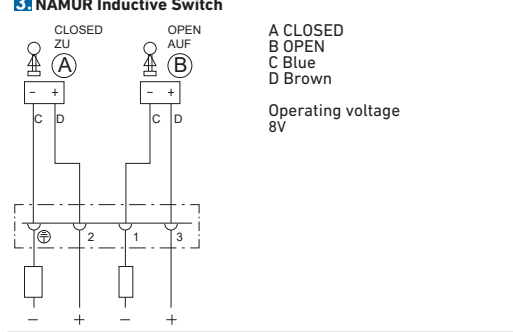 3. NAMUR Inductive Switch
CLOSED
ZU
A
OPEN
AUF
B
- +
- +
C D
C D
2 1 3
- + - +
A CLOSED
B OPEN
C Blue
D Brown
Operating voltage
8V